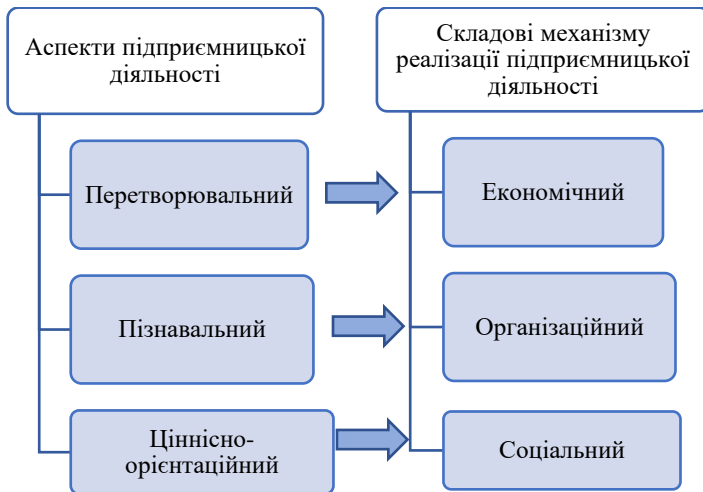 Аспекти підприємницької
діяльності
Складові механізму
реалізації підприємницької
діяльності
Перетворювальний
Економічний
Пізнавальний
Організаційний
Ціннісно-
орієнтаційний
Соціальний